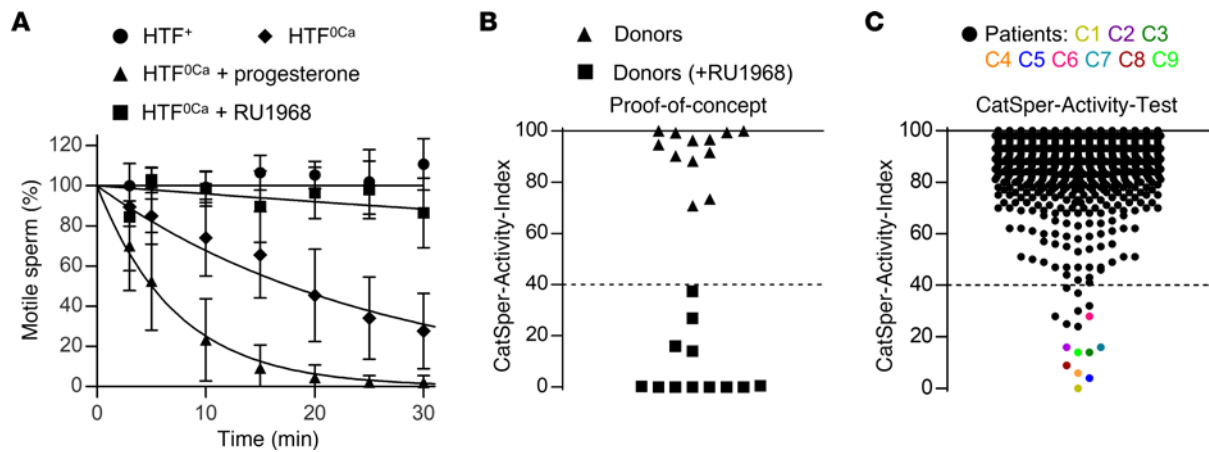 A
● HTF⁺ ◆ HTF⁰ᶜᵃ
▲ HTF⁰ᶜᵃ + progesterone
■ HTF⁰ᶜᵃ + RU1968
Motile sperm (%)
120
100
80
60
40
20
0
0 10 20 30
Time (min)
B
▲ Donors
■ Donors (+RU1968)
Proof-of-concept
CatSper-Activity-Index
100
80
60
40
20
0
C
● Patients: C1 C2 C3
C4 C5 C6 C7 C8 C9
CatSper-Activity-Test
CatSper-Activity-Index
100
80
60
40
20
0